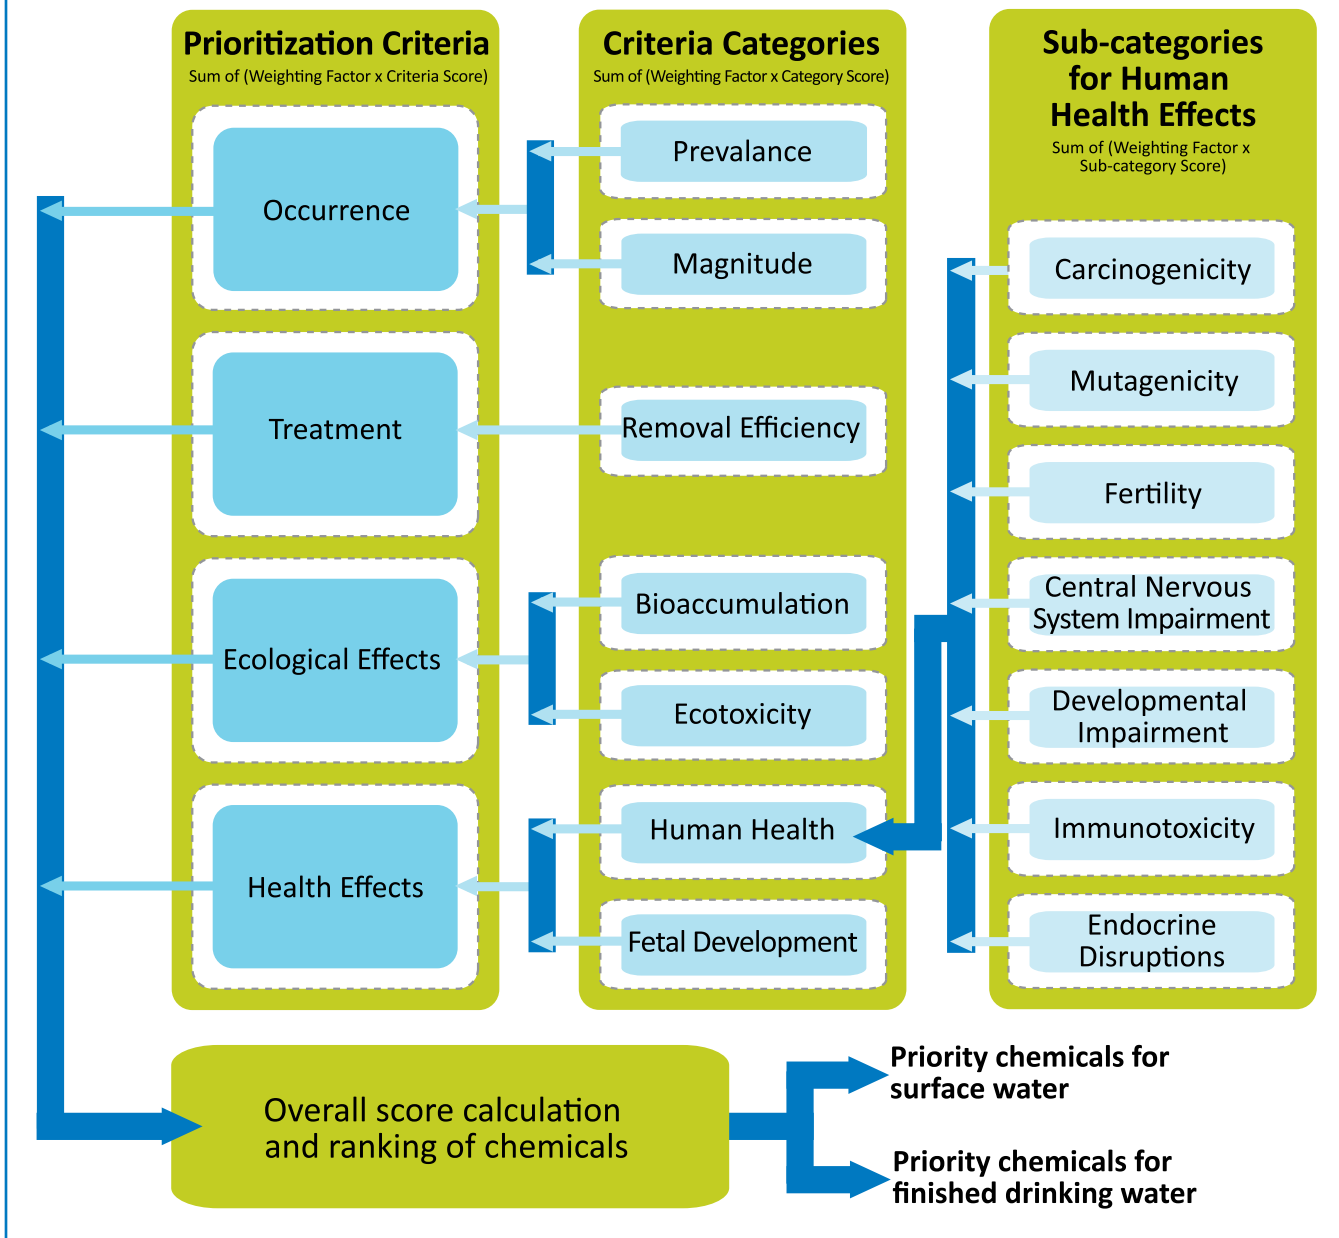 Prioritization Criteria
Sum of (Weighting Factor x Criteria Score)
Occurrence
Treatment
Ecological Effects
Health Effects
Criteria Categories
Sum of (Weighting Factor x Category Score)
Prevalance
Magnitude
Removal Efficiency
Bioaccumulation
Ecotoxicity
Human Health
Fetal Development
Sub-categories
for Human
Health Effects
Sum of (Weighting Factor x
Sub-category Score)
Carcinogenicity
Mutagenicity
Fertility
Central Nervous
System Impairment
Developmental
Impairment
Immunotoxicity
Endocrine
Disruptions
Overall score calculation
and ranking of chemicals
Priority chemicals for
surface water
Priority chemicals for
finished drinking water